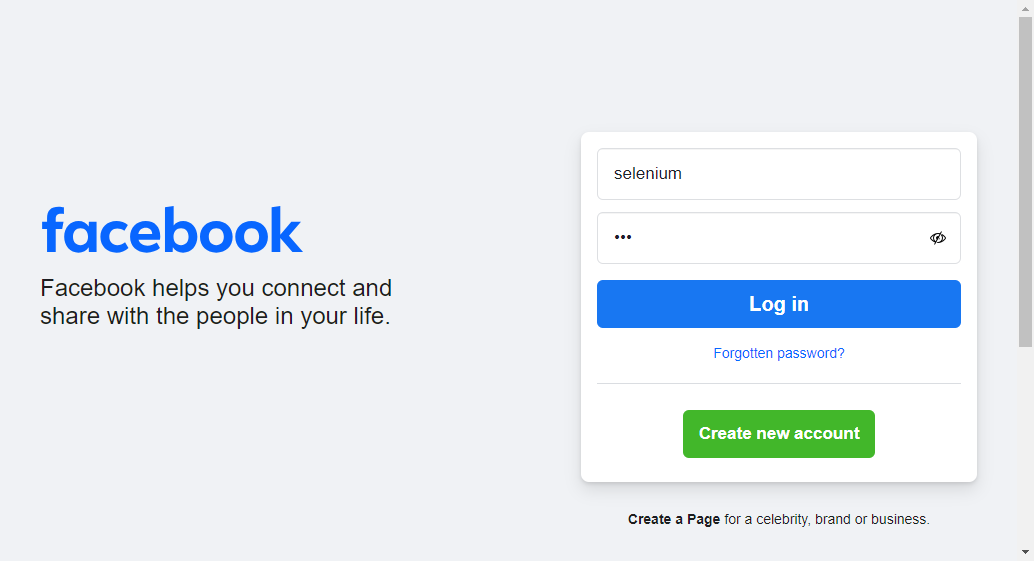 facebook
Facebook helps you connect and
share with the people in your life.
selenium
•••
Log in
Forgotten password?
Create new account
Create a Page for a celebrity, brand or business.